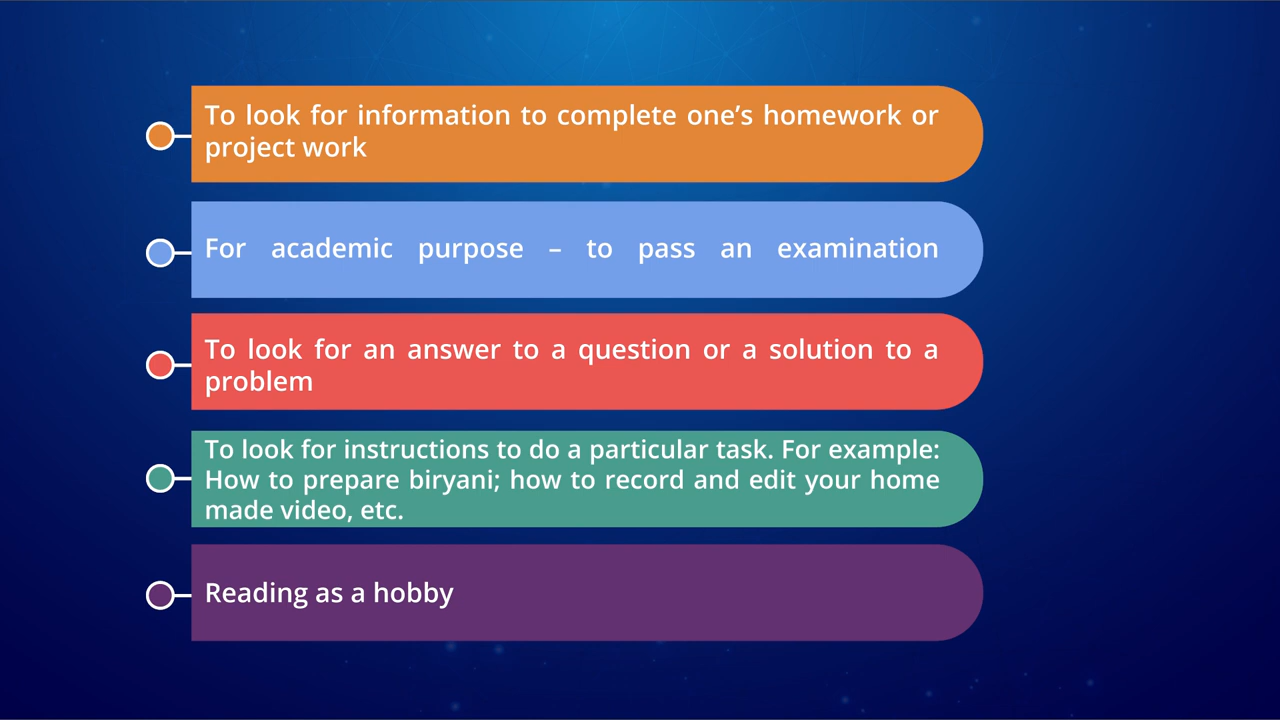 To look for information to complete one’s homework or
project work
For academic purpose – to pass an examination
To look for an answer to a question or a solution to a
problem
To look for instructions to do a particular task. For example:
How to prepare biryani; how to record and edit your home
made video, etc.
Reading as a hobby